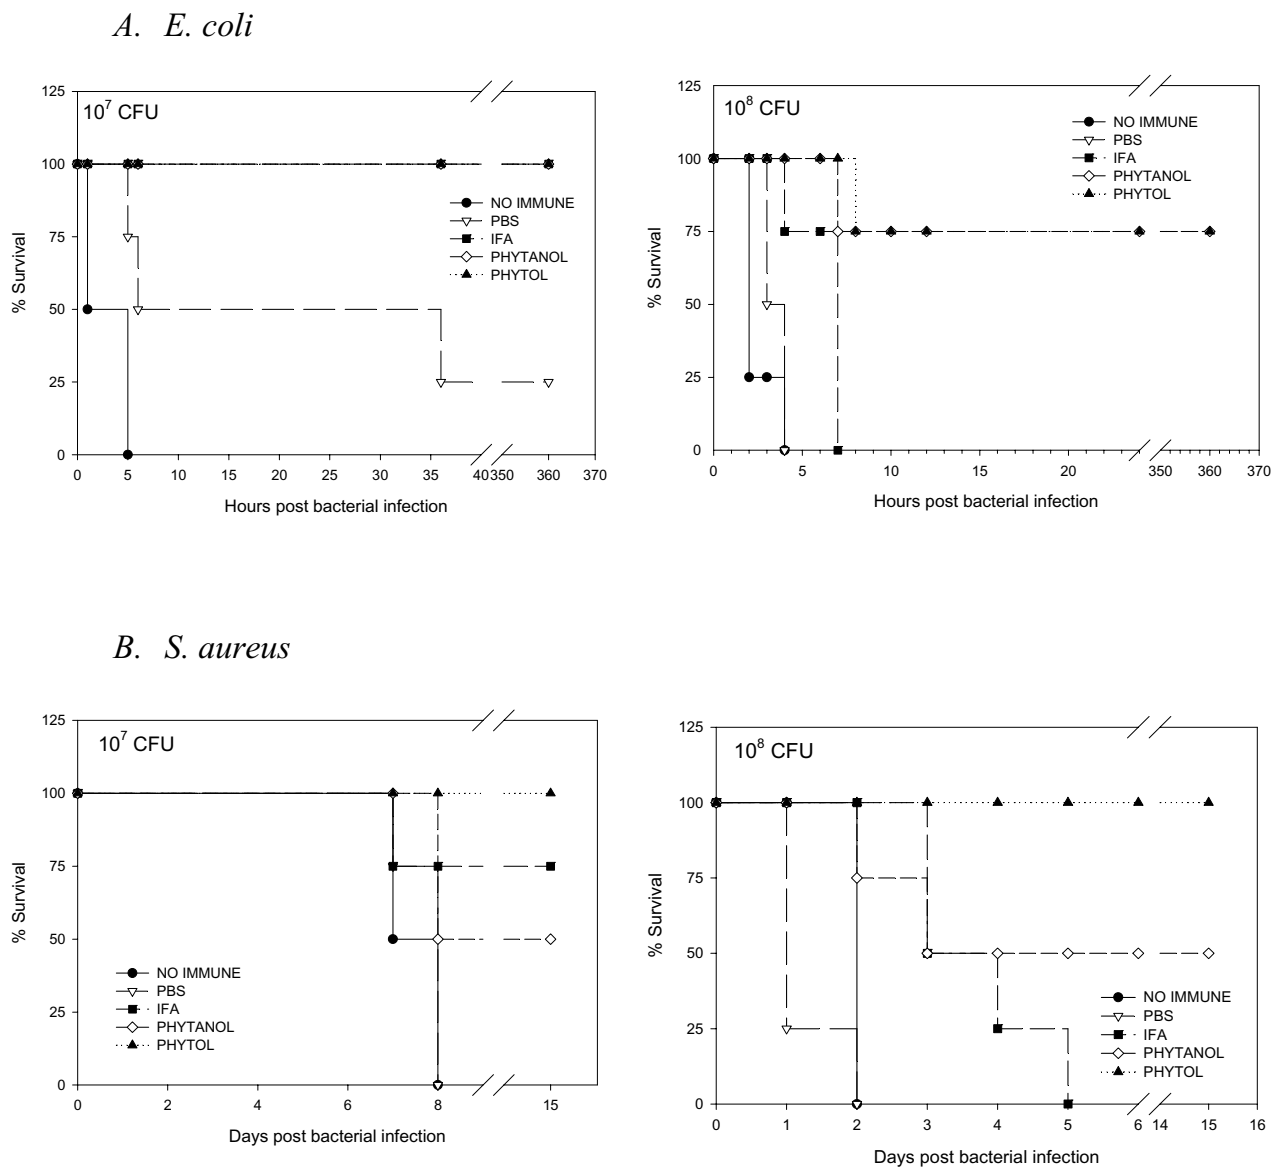 A. E. coli
10⁷ CFU
125
100
75
50
25
0
% Survival
NO IMMUNE
PBS
IFA
PHYTANOL
PHYTOL
0 5 10 15 20 25 30 35 40 350 360 370
Hours post bacterial infection
10⁸ CFU
125
100
75
50
25
0
% Survival
NO IMMUNE
PBS
IFA
PHYTANOL
PHYTOL
0 5 10 15 20 350 360 370
Hours post bacterial infection
B. S. aureus
10⁷ CFU
125
100
75
50
25
0
% Survival
NO IMMUNE
PBS
IFA
PHYTANOL
PHYTOL
0 2 4 6 8 15
Days post bacterial infection
10⁸ CFU
125
100
75
50
25
0
% Survival
NO IMMUNE
PBS
IFA
PHYTANOL
PHYTOL
0 1 2 3 4 5 6 14 15 16
Days post bacterial infection